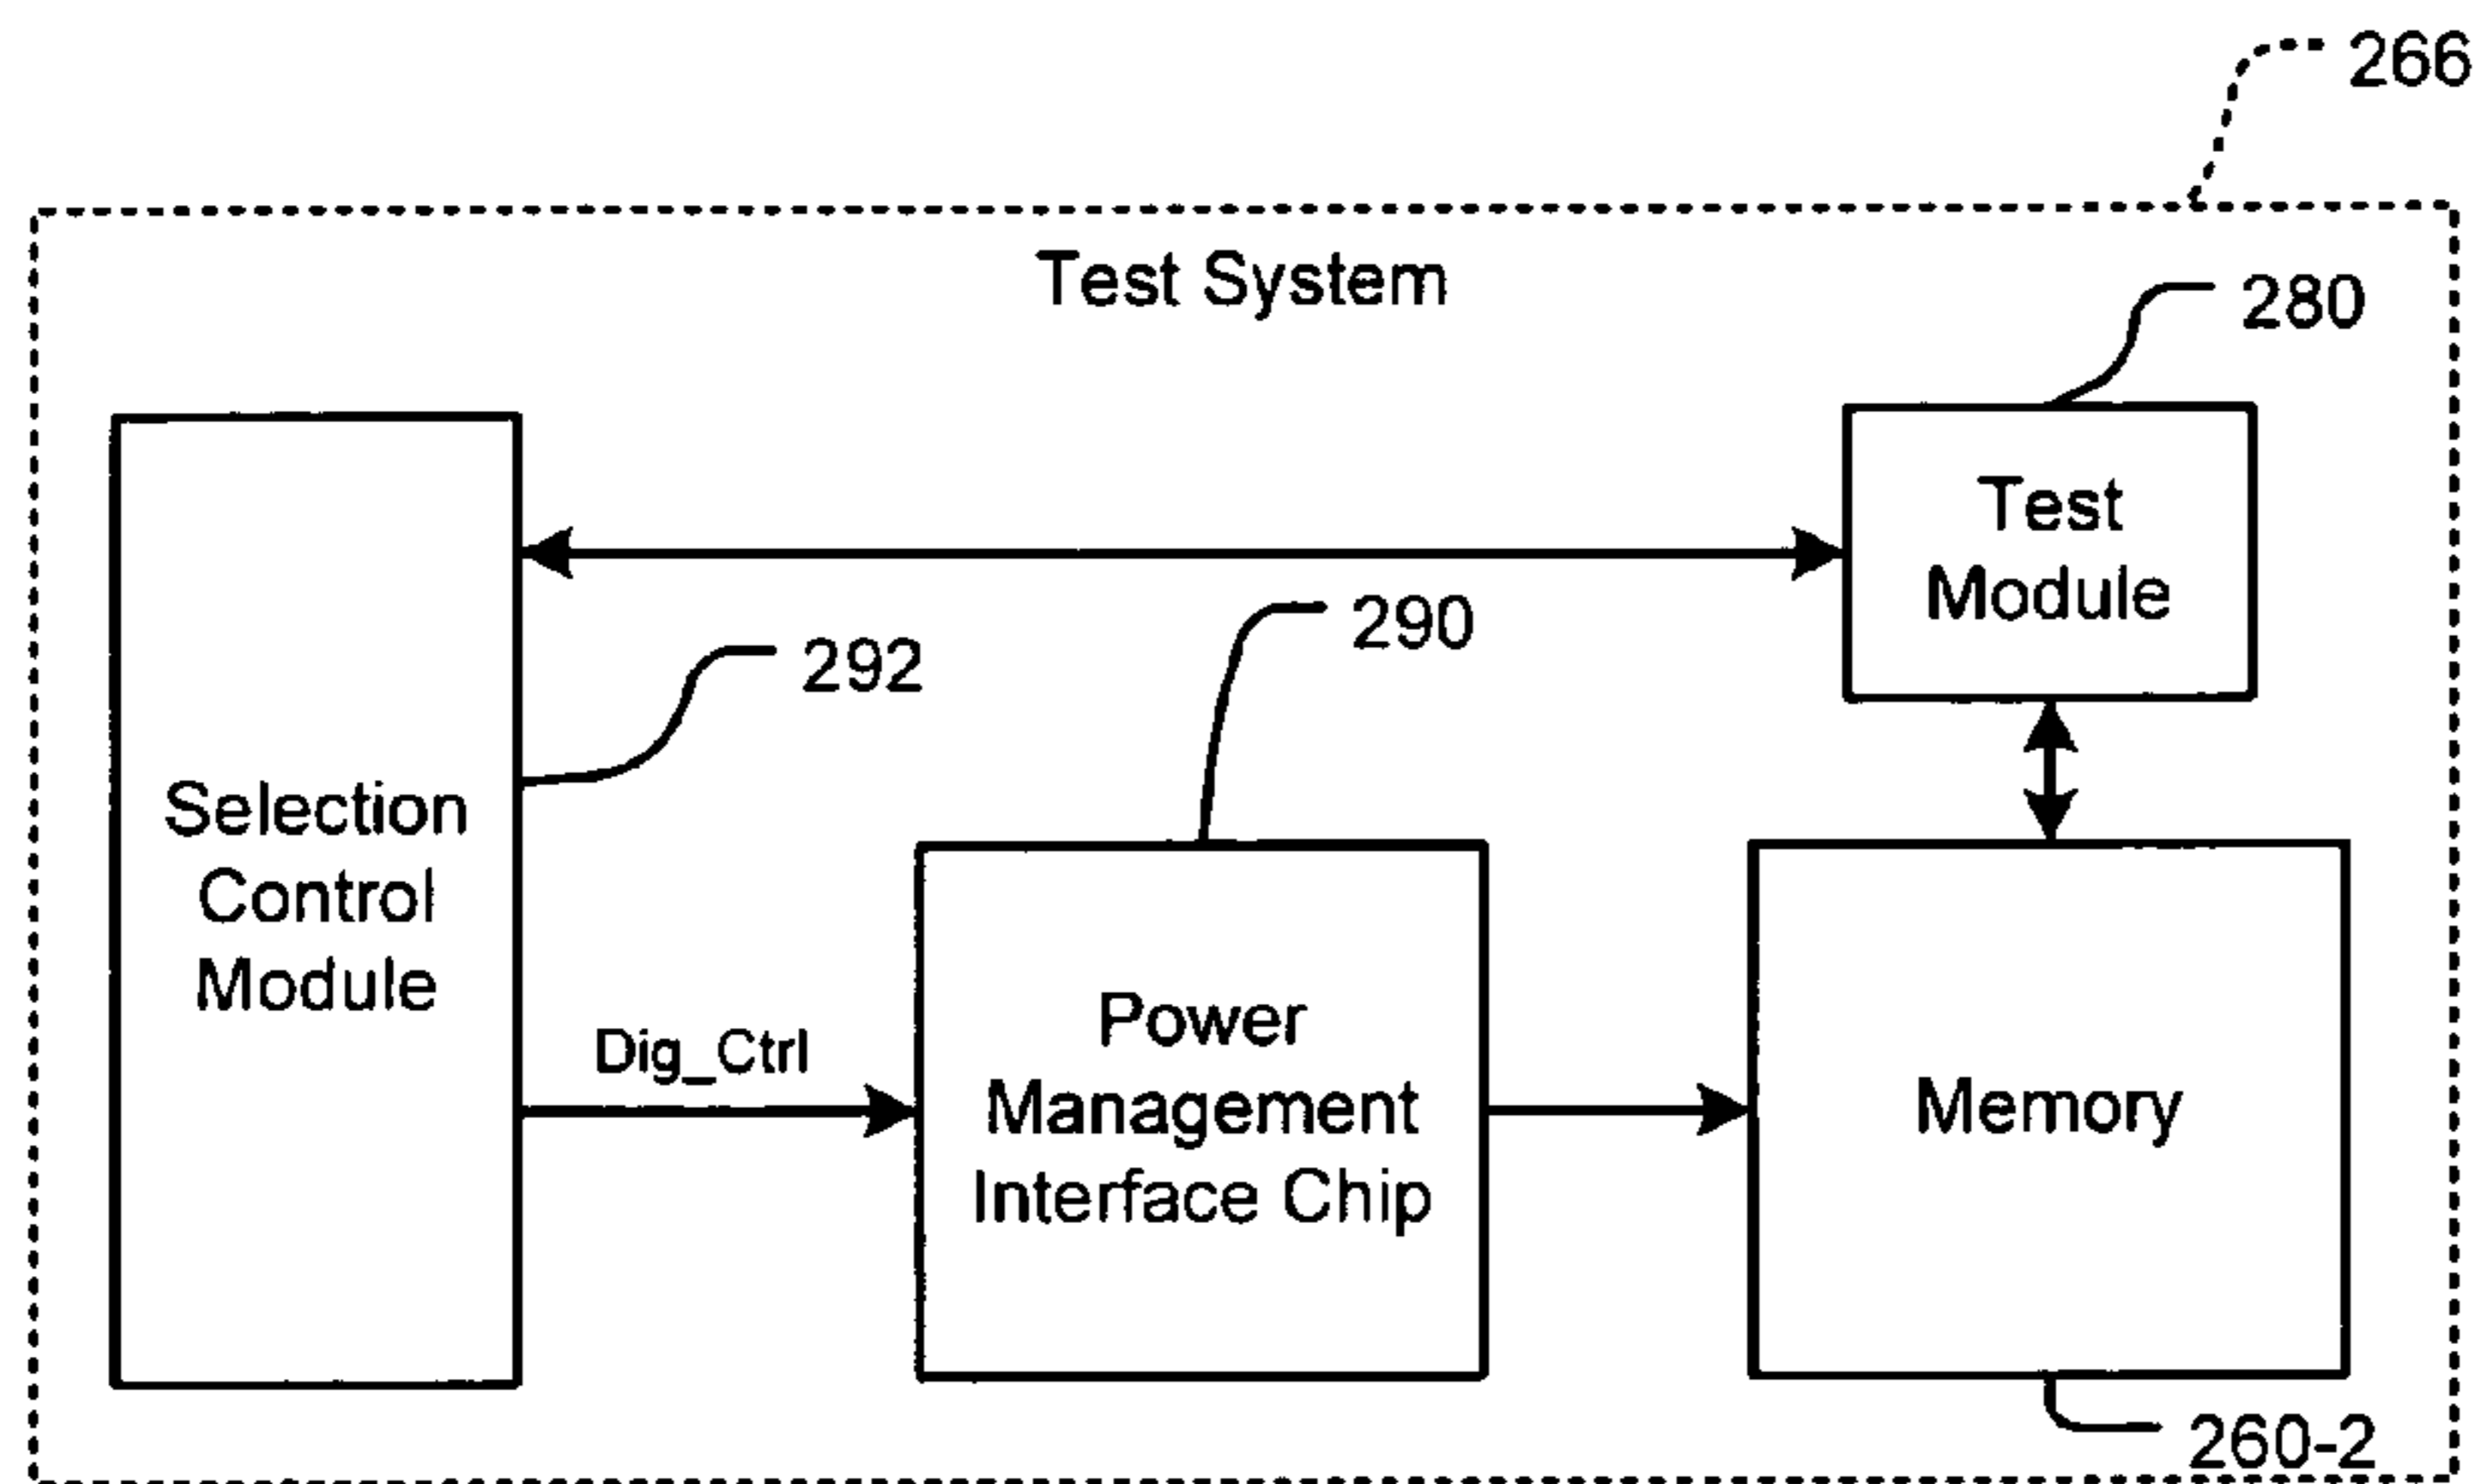 266
Test System
280
Test
Module
290
292
Selection
Control
Module
Dig_Ctrl
Power
Management
Interface Chip
Memory
260-2